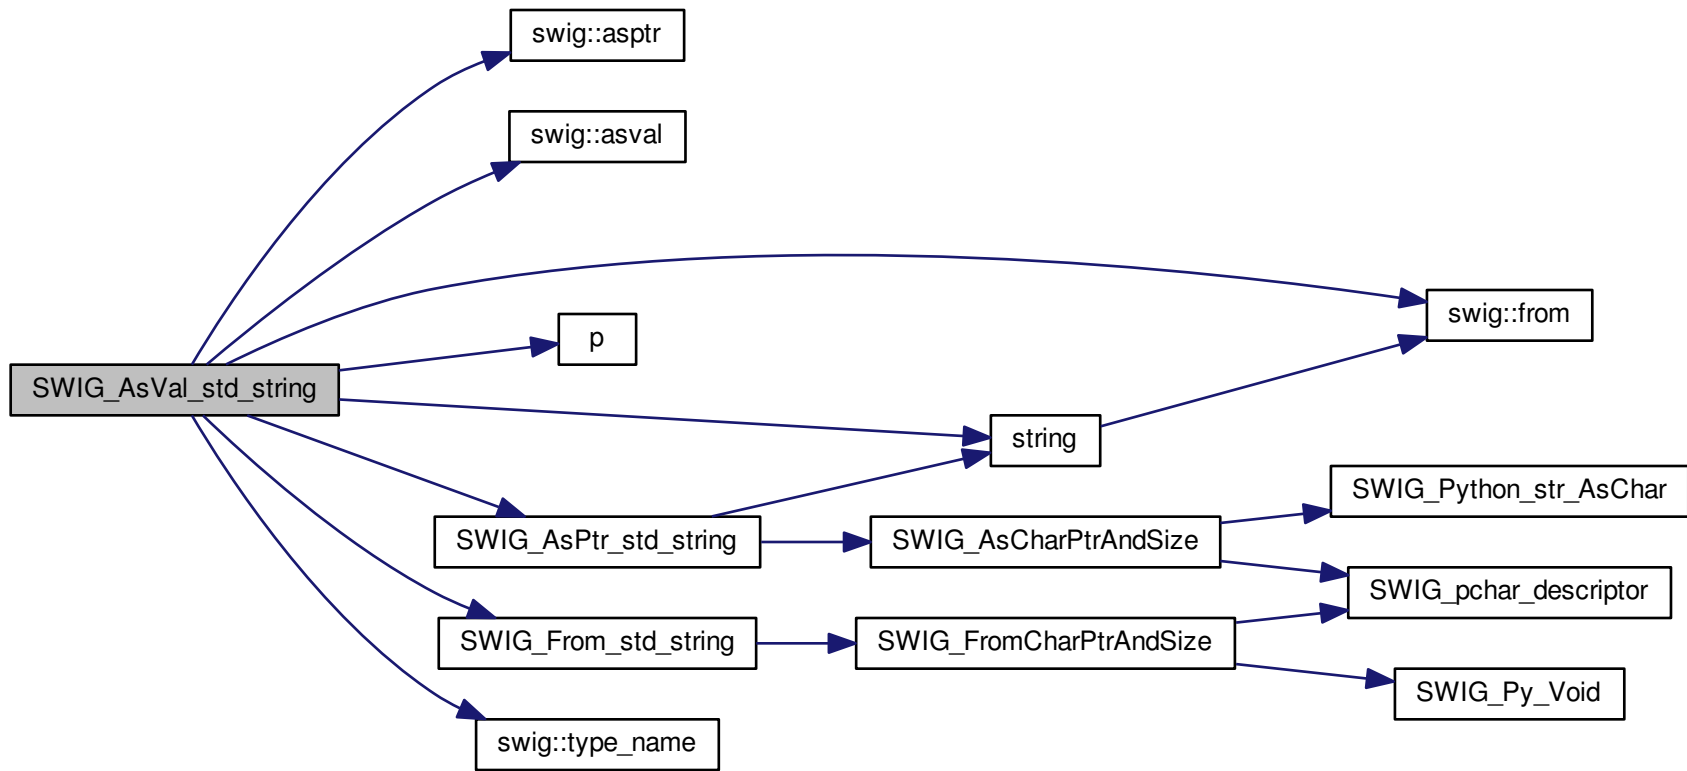 swig::asptr
swig::asval
swig::from
p
SWIG_AsVal_std_string
string
SWIG_Python_str_AsChar
SWIG_AsPtr_std_string
SWIG_AsCharPtrAndSize
SWIG_pchar_descriptor
SWIG_From_std_string
SWIG_FromCharPtrAndSize
SWIG_Py_Void
swig::type_name